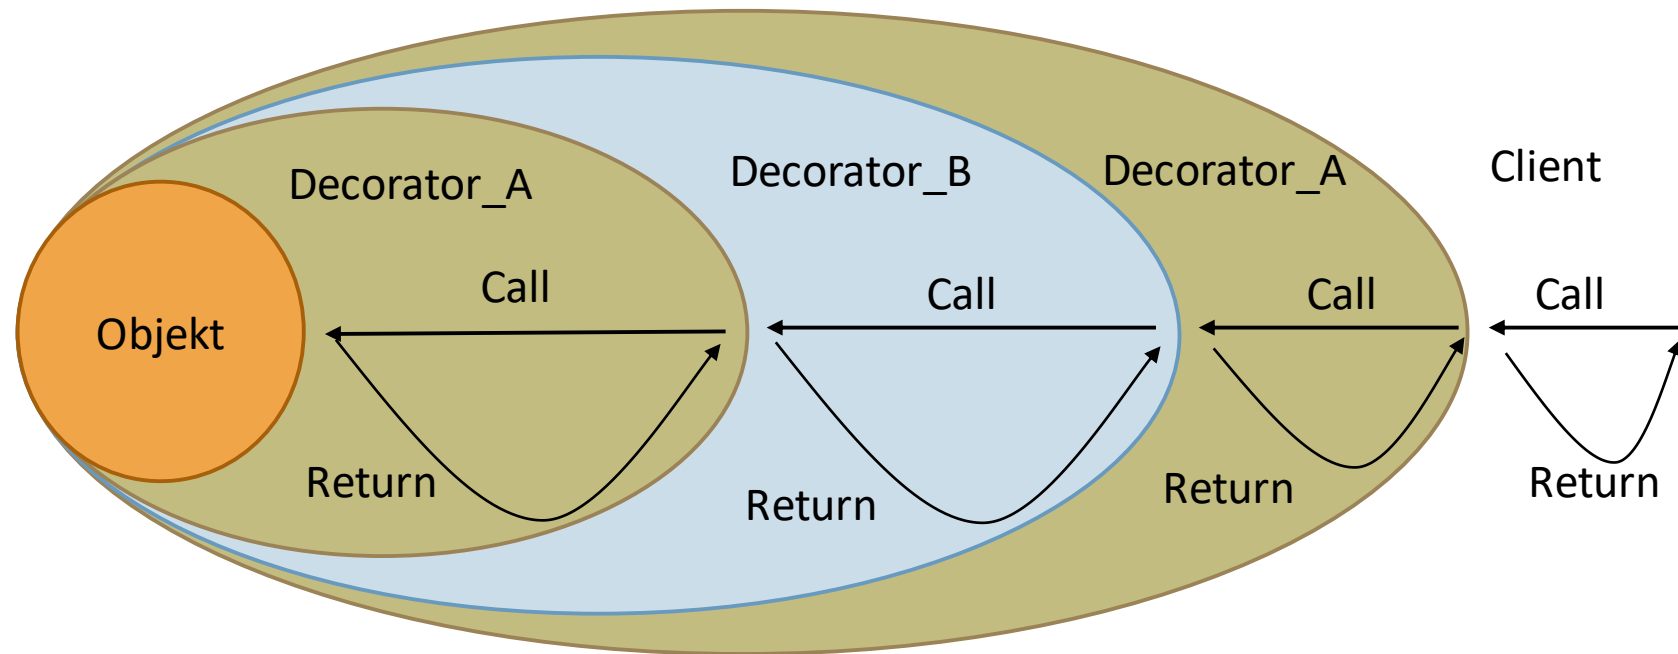 Decorator_A
Decorator_B
Decorator_A
Client
Objekt
Call
Call
Call
Call
Return
Return
Return
Return